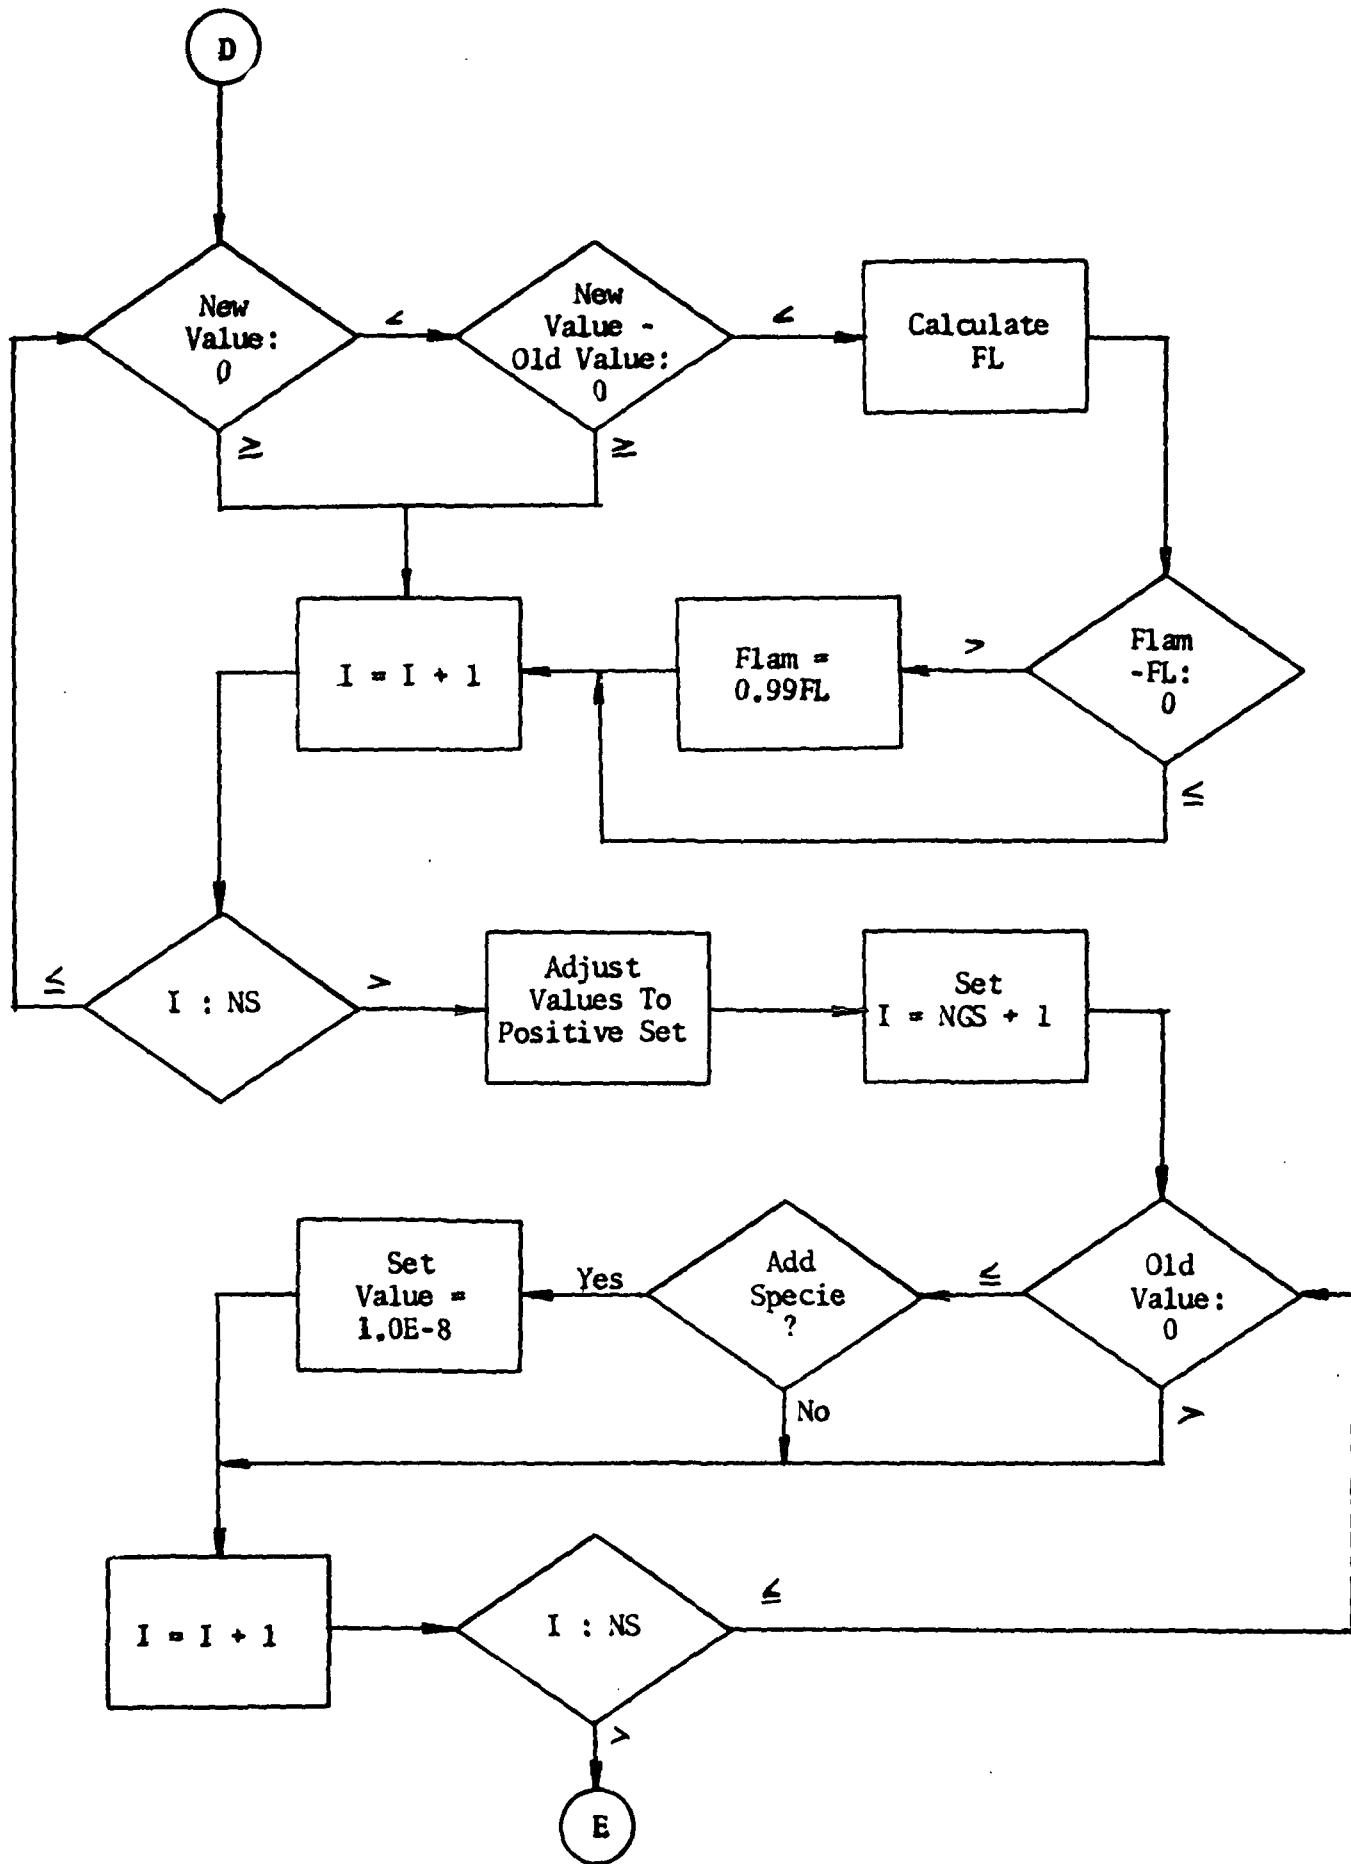 D
New
Value:
0
<
≥
New
Value -
Old Value:
0
<
≥
Calculate
FL
Flam
-FL:
0
>
≤
Flam =
0.99FL
I = I + 1
I : NS
≤
>
Adjust
Values To
Positive Set
Set
I = NGS + 1
Old
Value:
0
≤
>
Add
Specie
?
Yes
No
Set
Value =
1.0E-8
I = I + 1
I : NS
≤
>
E